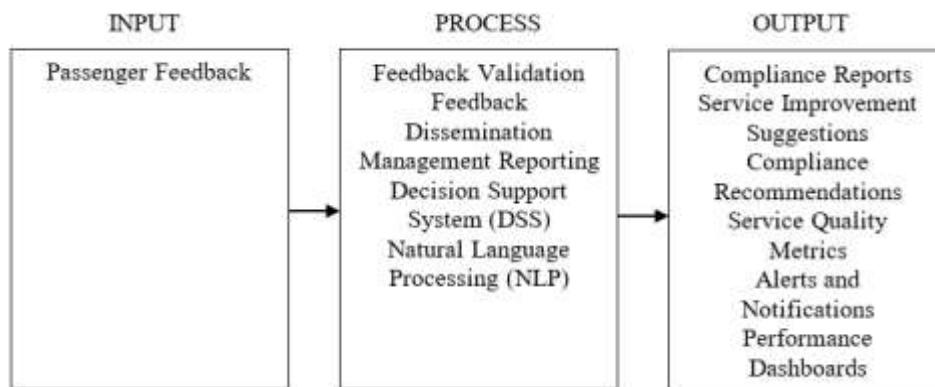 INPUT
Passenger Feedback
PROCESS
Feedback Validation
Feedback
Dissemination
Management Reporting
Decision Support
System (DSS)
Natural Language
Processing (NLP)
OUTPUT
Compliance Reports
Service Improvement
Suggestions
Compliance
Recommendations
Service Quality
Metrics
Alerts and
Notifications
Performance
Dashboards